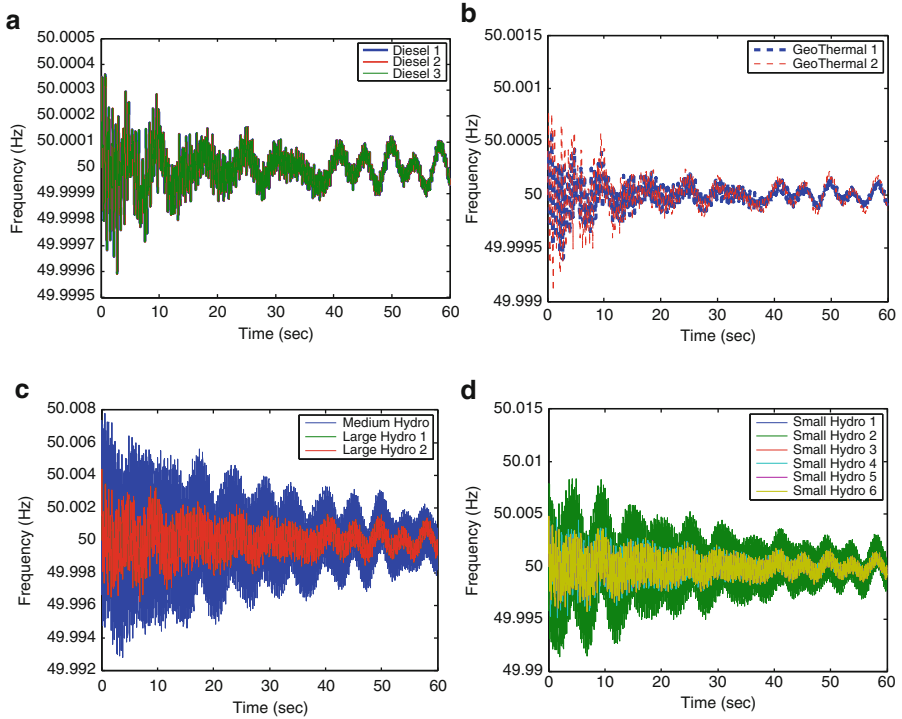 a
Frequency (Hz)
50.0005
50.0004
50.0003
50.0002
50.0001
50
49.9999
49.9998
49.9997
49.9996
49.9995
Diesel 1
Diesel 2
Diesel 3
0 10 20 30 40 50 60
Time (sec)
b
Frequency (Hz)
50.0015
50.001
50.0005
50
49.9995
49.999
GeoThermal 1
GeoThermal 2
0 10 20 30 40 50 60
Time (sec)
c
Frequency (Hz)
50.008
50.006
50.004
50.002
50
49.998
49.996
49.994
49.992
Medium Hydro
Large Hydro 1
Large Hydro 2
0 10 20 30 40 50 60
Time (sec)
d
Frequency (Hz)
50.015
50.01
50.005
50
49.995
49.99
Small Hydro 1
Small Hydro 2
Small Hydro 3
Small Hydro 4
Small Hydro 5
Small Hydro 6
0 10 20 30 40 50 60
Time (sec)